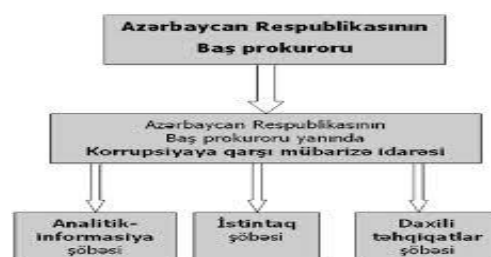 Azərbaycan Respublikasının
Baş prokuroru
Azərbaycan Respublikasının
Baş prokuroru yanında
Korrupsiyaya qarşı mübarizə idarəsi
Analitik-
informasiya
şöbəsi
İstintaq
şöbəsi
Daxili
təhqiqatlar
şöbəsi